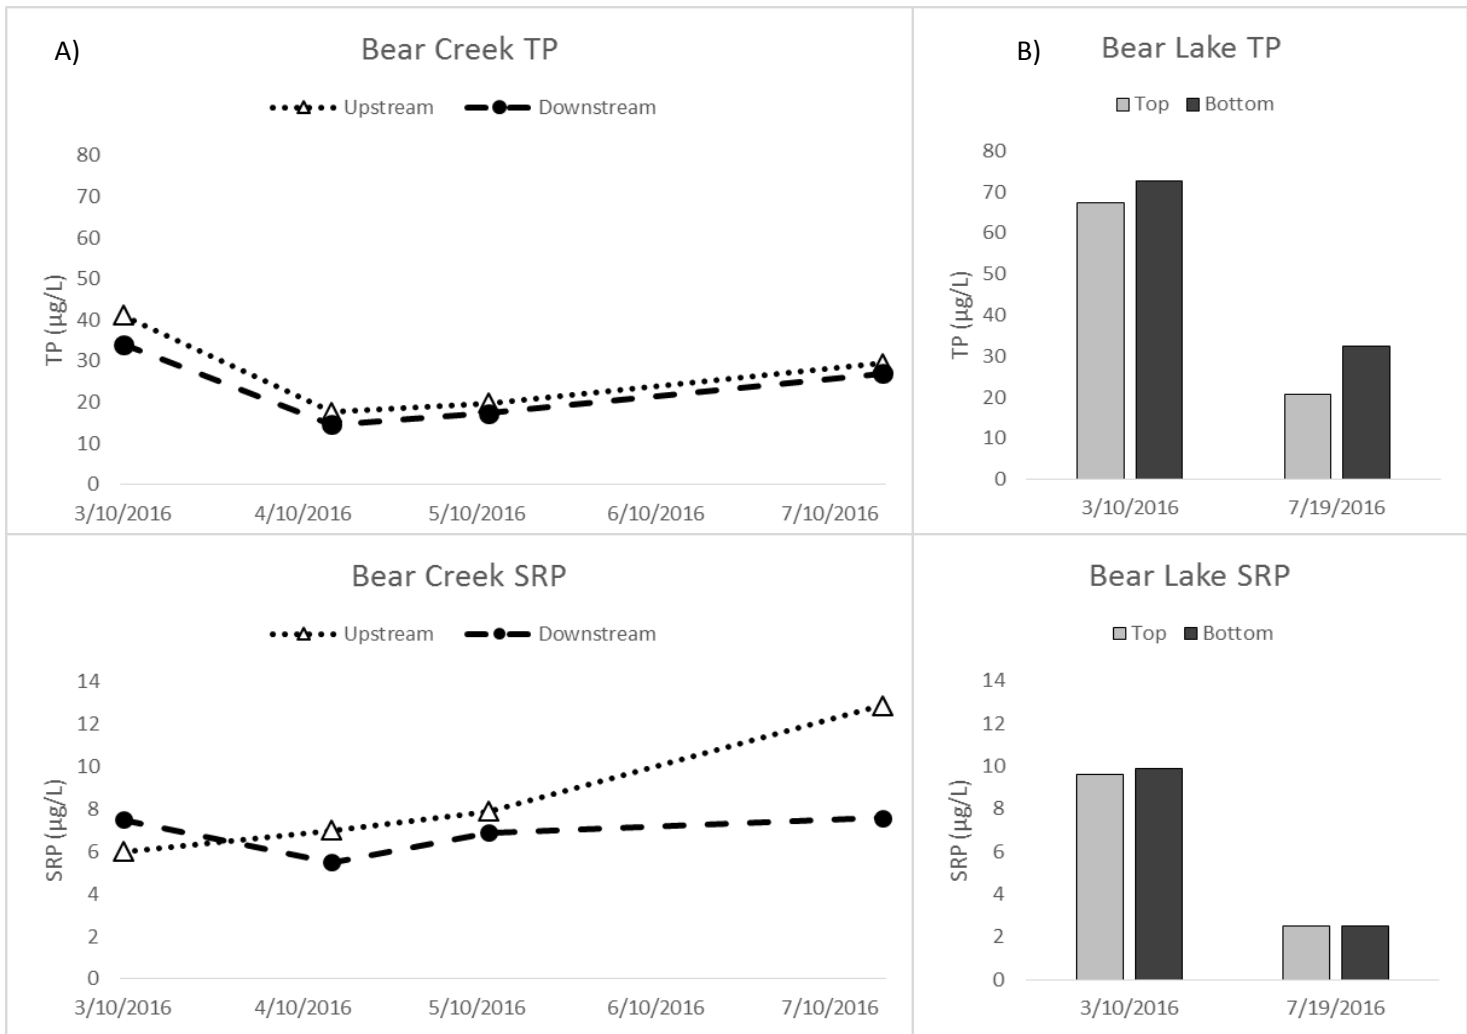 A)
Bear Creek TP
Upstream Downstream
80
70
60
50
40
30
20
10
0
TP (µg/L)
3/10/2016 4/10/2016 5/10/2016 6/10/2016 7/10/2016
B)
Bear Lake TP
Top Bottom
80
70
60
50
40
30
20
10
0
TP (µg/L)
3/10/2016 7/19/2016
Bear Creek SRP
Upstream Downstream
14
12
10
8
6
4
2
0
SRP (µg/L)
3/10/2016 4/10/2016 5/10/2016 6/10/2016 7/10/2016
Bear Lake SRP
Top Bottom
14
12
10
8
6
4
2
0
SRP (µg/L)
3/10/2016 7/19/2016